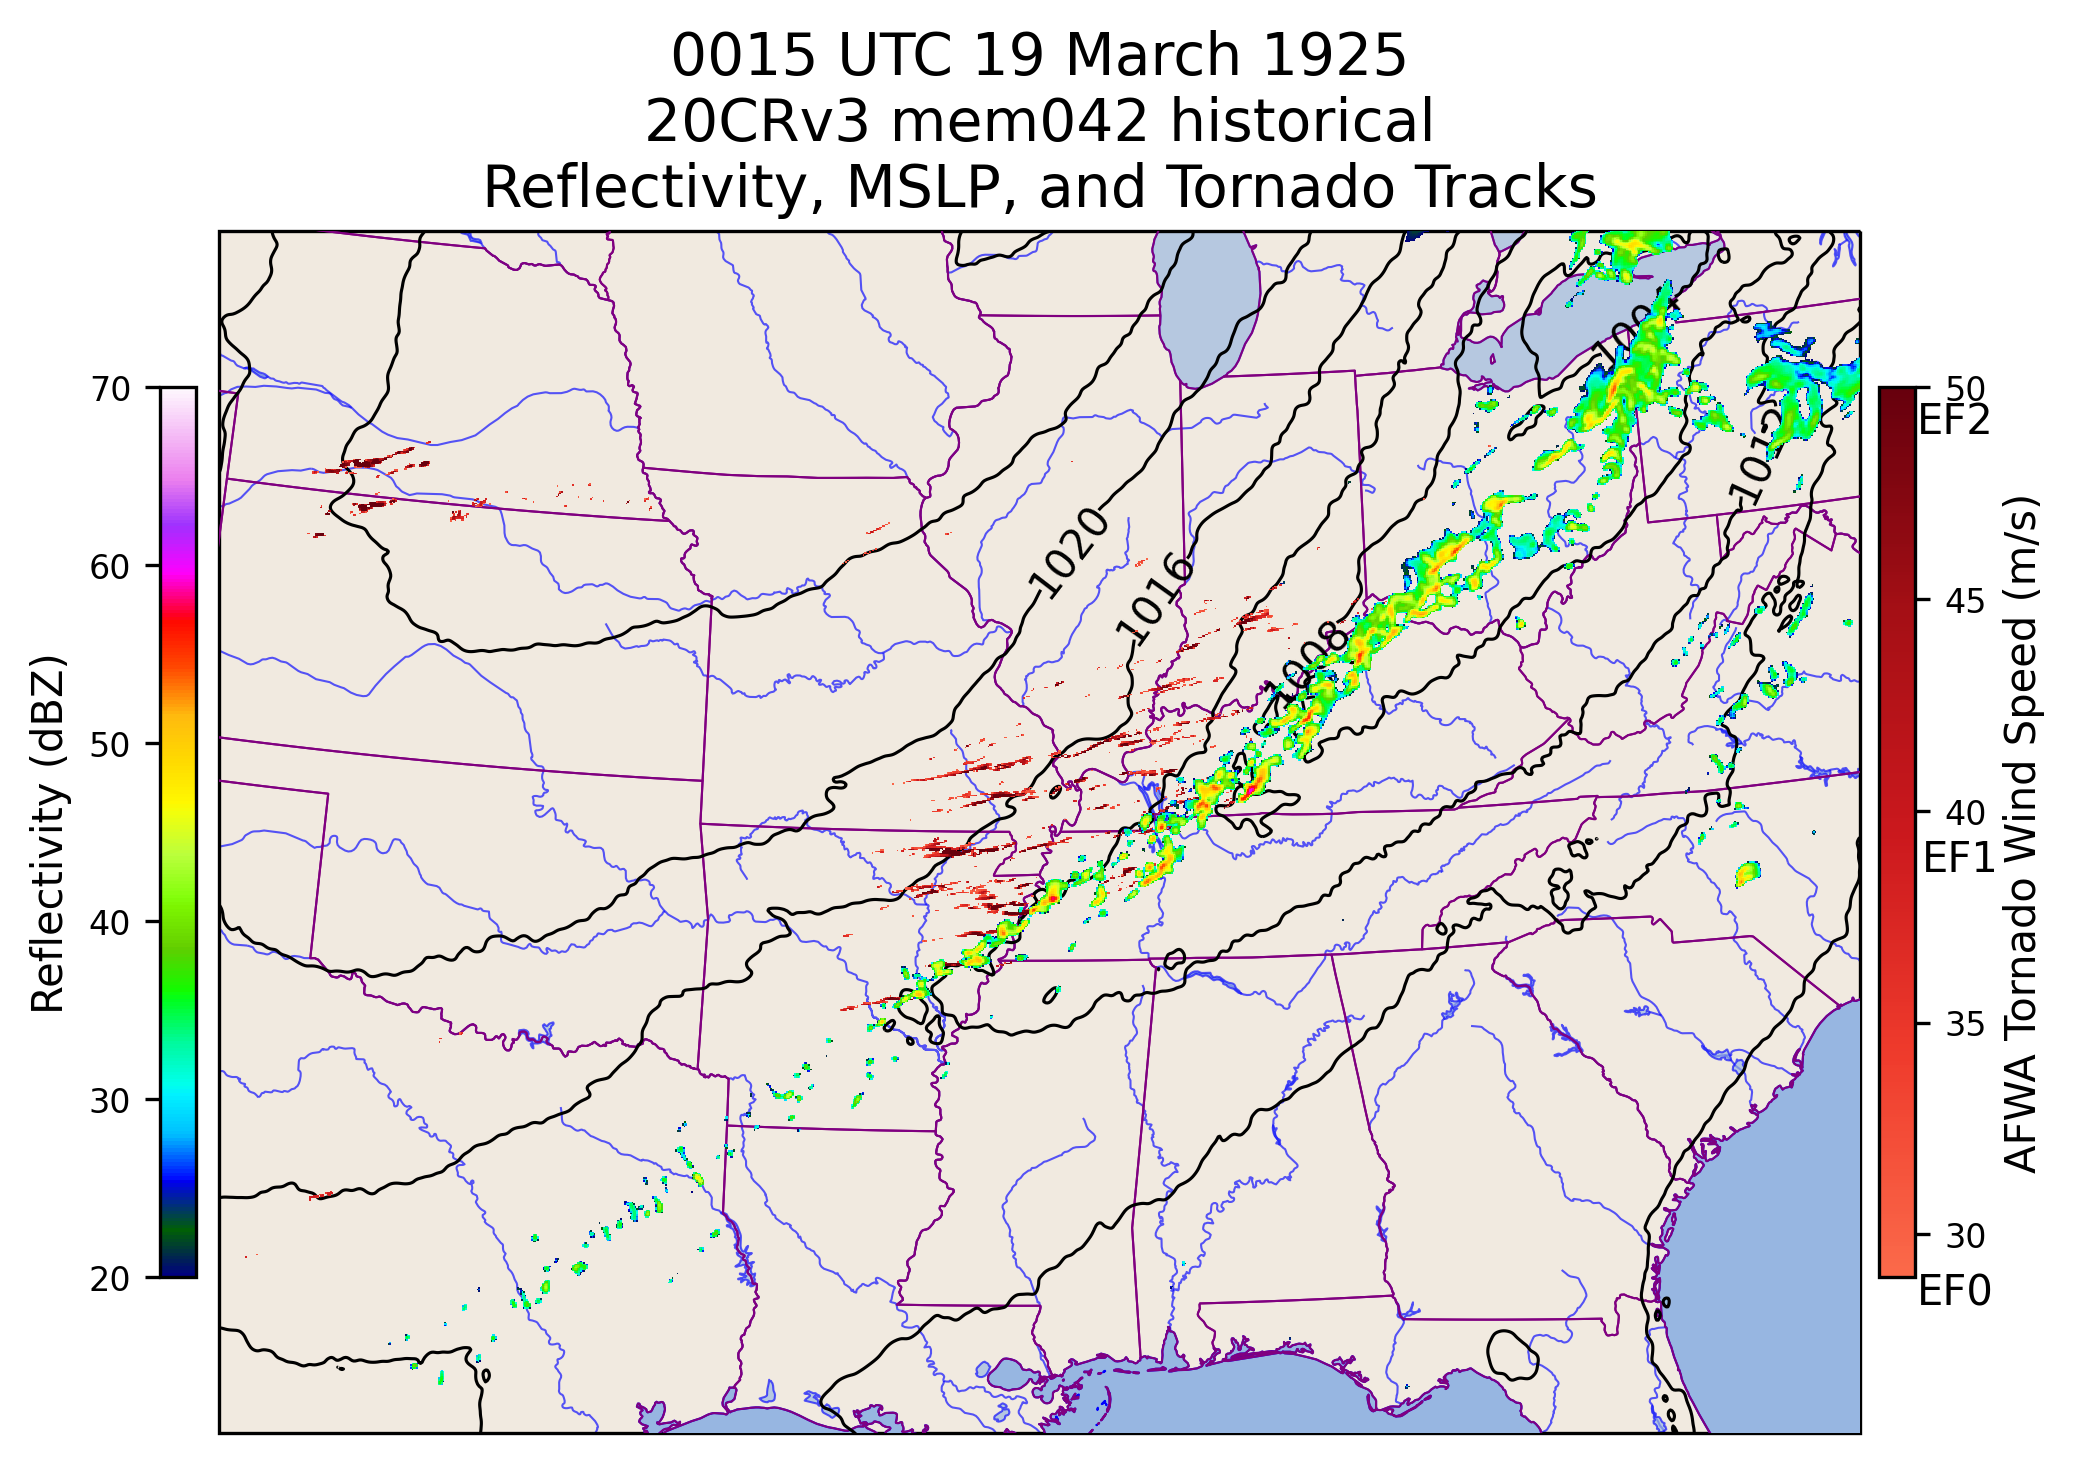 0015 UTC 19 March 1925
20CRv3 mem042 historical
Reflectivity, MSLP, and Tornado Tracks
Reflectivity (dBZ)
70
60
50
40
30
20
1020
1016
1008
1012
50
EF2
45
40
EF1
35
30
EF0
AFWA Tornado Wind Speed (m/s)